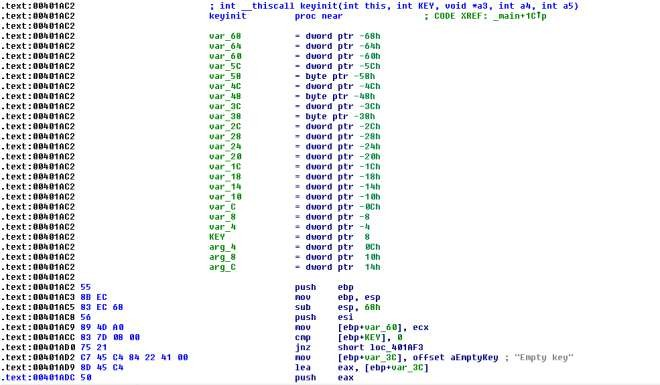 .text:00401AC2 ; int __thiscall keyinit(int this, int KEY, void *a3, int a4, int a5)
.text:00401AC2 keyinit proc near ; CODE XREF: _main+1C↑p
.text:00401AC2
.text:00401AC2 var_68 = dword ptr -68h
.text:00401AC2 var_64 = dword ptr -64h
.text:00401AC2 var_60 = dword ptr -60h
.text:00401AC2 var_5C = dword ptr -5Ch
.text:00401AC2 var_58 = byte ptr -58h
.text:00401AC2 var_4C = dword ptr -4Ch
.text:00401AC2 var_48 = byte ptr -48h
.text:00401AC2 var_3C = dword ptr -3Ch
.text:00401AC2 var_38 = byte ptr -38h
.text:00401AC2 var_2C = dword ptr -2Ch
.text:00401AC2 var_28 = dword ptr -28h
.text:00401AC2 var_24 = dword ptr -24h
.text:00401AC2 var_20 = dword ptr -20h
.text:00401AC2 var_1C = dword ptr -1Ch
.text:00401AC2 var_18 = dword ptr -18h
.text:00401AC2 var_14 = dword ptr -14h
.text:00401AC2 var_10 = dword ptr -10h
.text:00401AC2 var_C = dword ptr -0Ch
.text:00401AC2 var_8 = dword ptr -8
.text:00401AC2 var_4 = dword ptr -4
.text:00401AC2 KEY = dword ptr 8
.text:00401AC2 arg_4 = dword ptr 0Ch
.text:00401AC2 arg_8 = dword ptr 10h
.text:00401AC2 arg_C = dword ptr 14h
.text:00401AC2
.text:00401AC2 55 push ebp
.text:00401AC3 8B EC mov ebp, esp
.text:00401AC5 83 EC 68 sub esp, 68h
.text:00401AC8 56 push esi
.text:00401AC9 89 4D A0 mov [ebp+var_60], ecx
.text:00401ACC 83 7D 08 00 cmp [ebp+KEY], 0
.text:00401AD0 75 21 jnz short loc_401AF3
.text:00401AD2 C7 45 C4 84 22 41 00 mov [ebp+var_3C], offset aEmptyKey ; "Empty key"
.text:00401AD9 8D 45 C4 lea eax, [ebp+var_3C]
.text:00401ADC 50 push eax